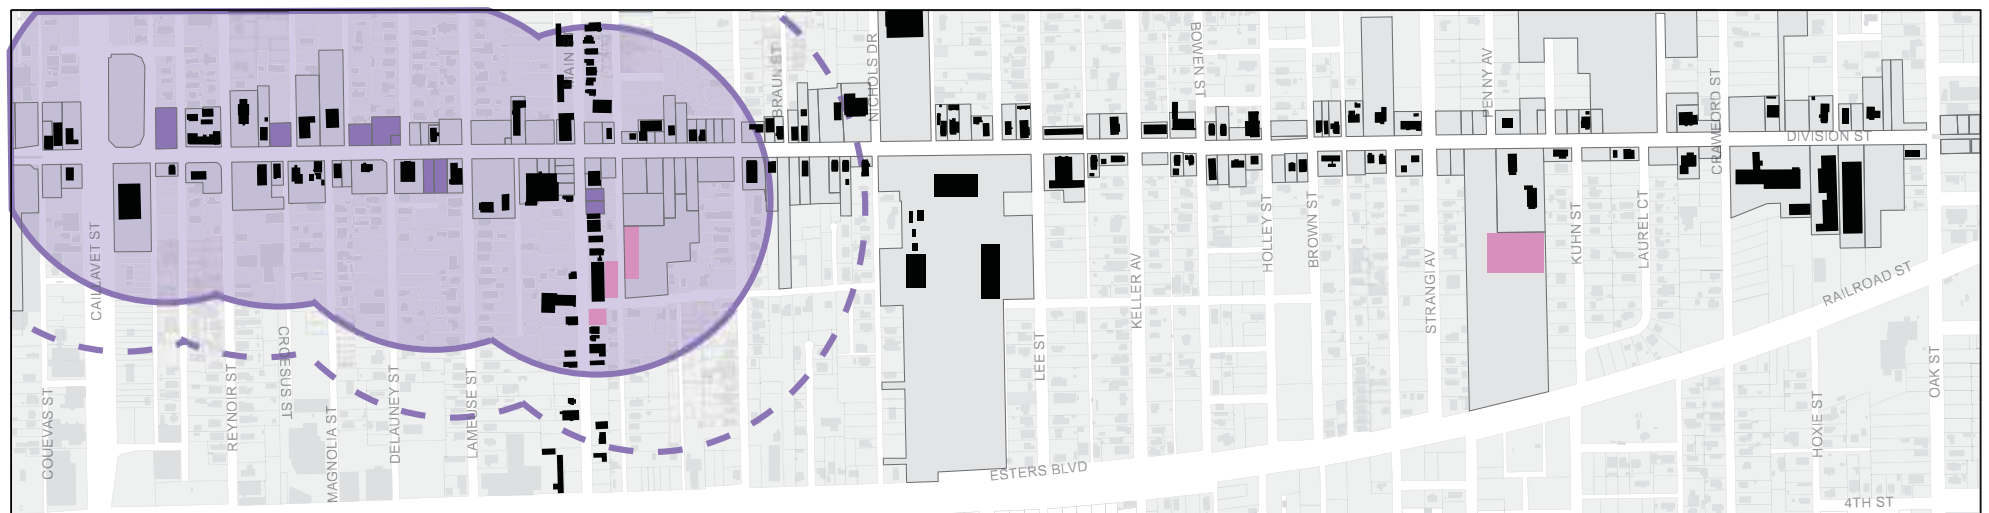 MAIN
BRAUN ST
NICHOLS DR
BOWEN ST
PENNY AV
CRAWFORD ST
DIVISION ST
CAILLAVET ST
HOLLEY ST
BROWN ST
KUHN ST
LAUREL CT
KELLER AV
STRANGI AV
RAILROAD ST
COUEVAS ST
REYNOIR ST
CROESUS ST
MAGNOLIA ST
DELAUNEY ST
LAMEUSE ST
LEE ST
OAK ST
HOXIE ST
ESTERS BLVD
4TH ST